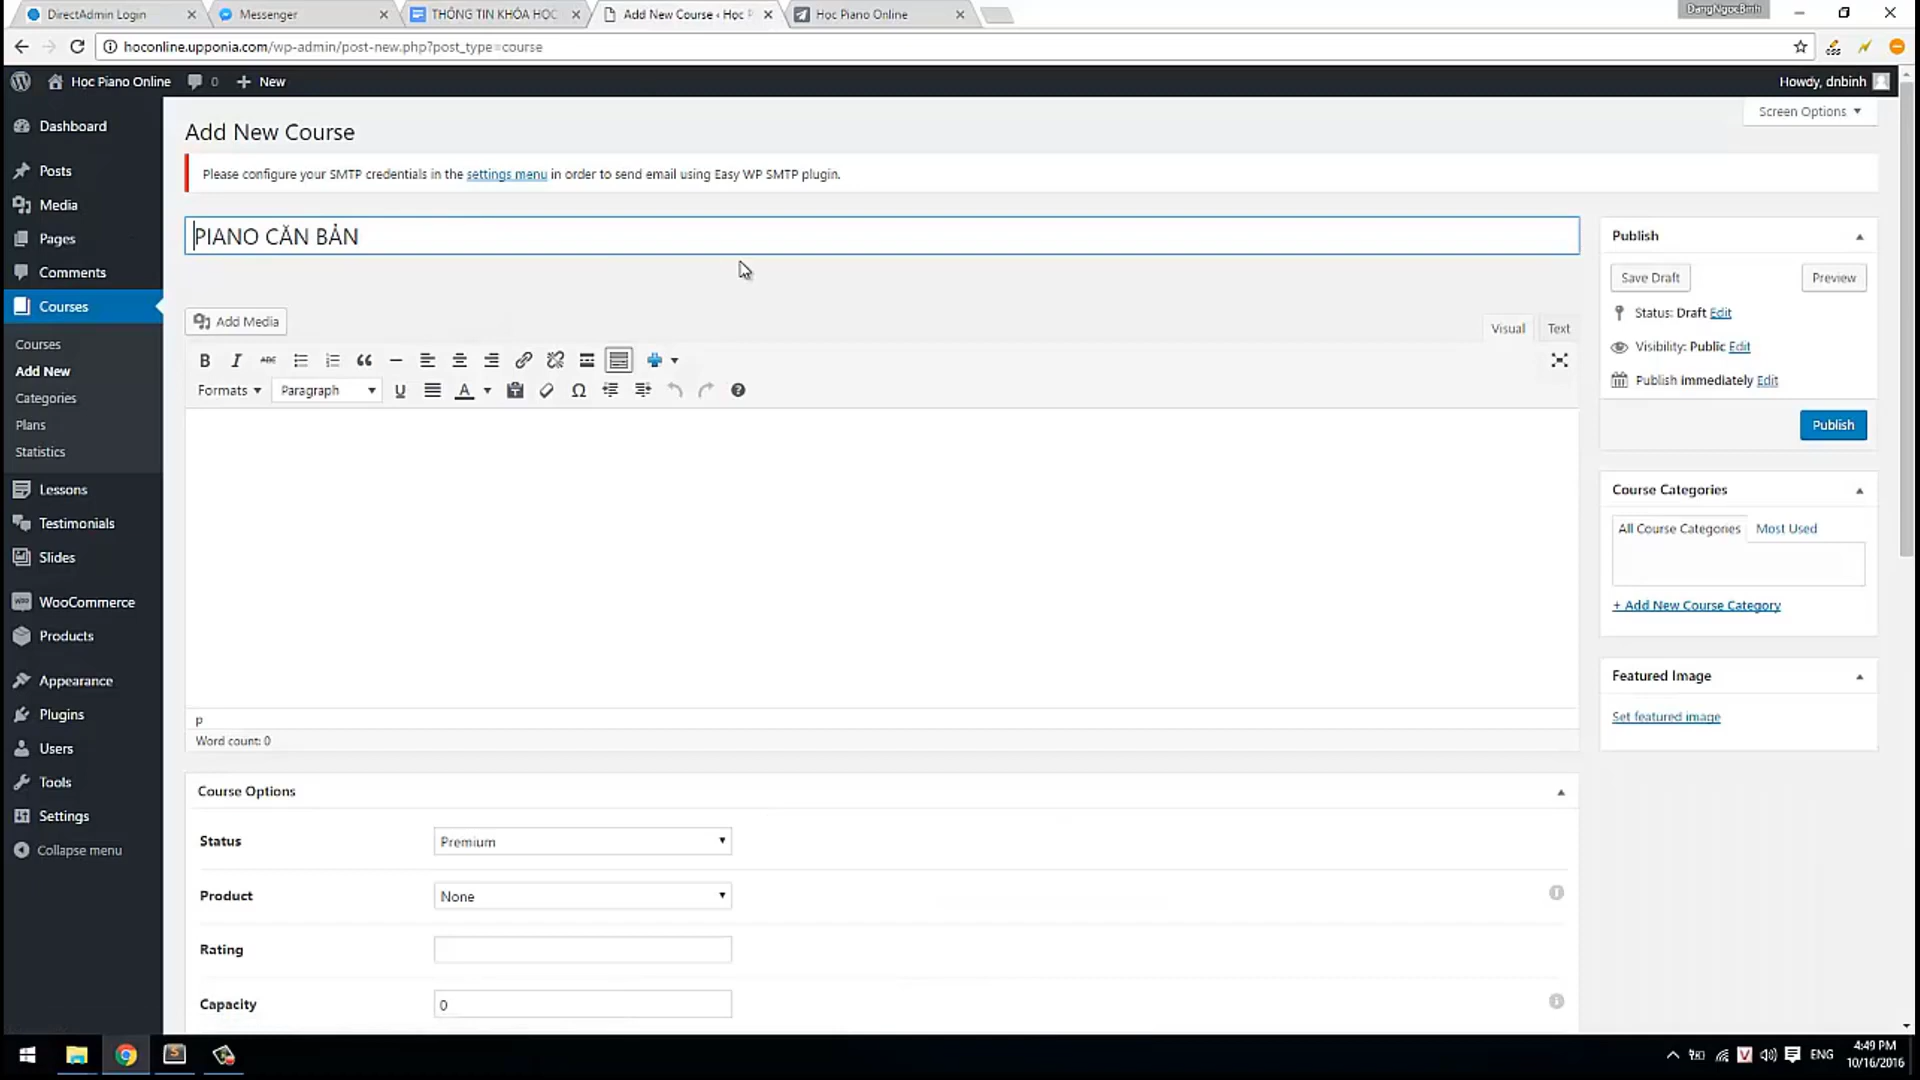 DirectAdmin Login
Messenger
THÔNG TIN KHÓA HỌC
Add New Course ‹ Học P
Học Piano Online
DangNgocBinh
hoconline.upponia.com/wp-admin/post-new.php?post_type=course
Học Piano Online
0
New
Howdy, dnbinh
Screen Options
Dashboard
Posts
Media
Pages
Comments
Courses
Courses
Add New
Categories
Plans
Statistics
Lessons
Testimonials
Slides
WooCommerce
Products
Appearance
Plugins
Users
Tools
Settings
Collapse menu
Add New Course
Please configure your SMTP credentials in the settings menu in order to send email using Easy WP SMTP plugin.
PIANO CĂN BẢN
Add Media
Visual
Text
B I ABC
Formats
Paragraph
U A Ω
p
Word count: 0
Course Options
Status
Premium
Product
None
Rating
Capacity
0
Publish
Save Draft
Preview
Status: Draft Edit
Visibility: Public Edit
Publish immediately Edit
Publish
Course Categories
All Course Categories
Most Used
+ Add New Course Category
Featured Image
Set featured image
ENG
4:49 PM
10/16/2016